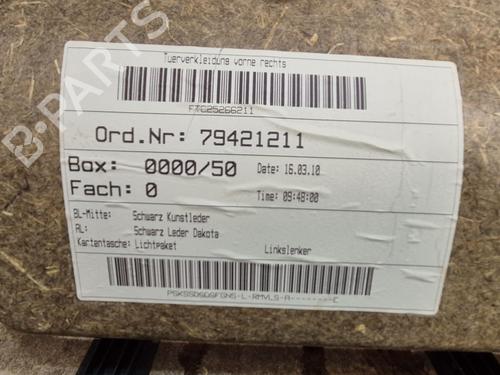 Tuerverkleidung vorne rechts
F7C25266211
Ord.Nr: 79421211
Box: 0000/50 Date: 16.03.10
Fach: 0 Time: 09:48:00
BL-Mitte: Schwarz Kunstleder
AL: Schwarz Leder Dakota
Kartentasche: Lichtpaket Linkslenker
B-PARTS